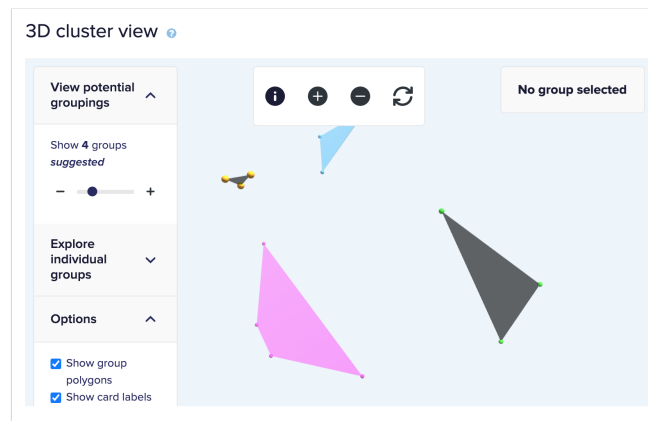 3D cluster view ?
View potential
groupings
Show 4 groups
suggested
− +
Explore
individual
groups
Options
Show group
polygons
Show card labels
i + −
No group selected